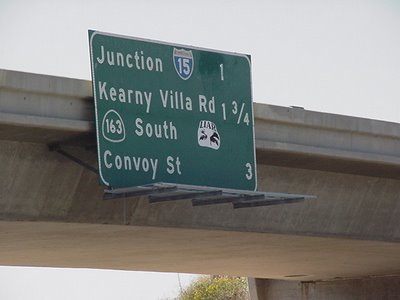 Junction 15 1
Kearny Villa Rd 1 3/4
163 South
Convoy St 3